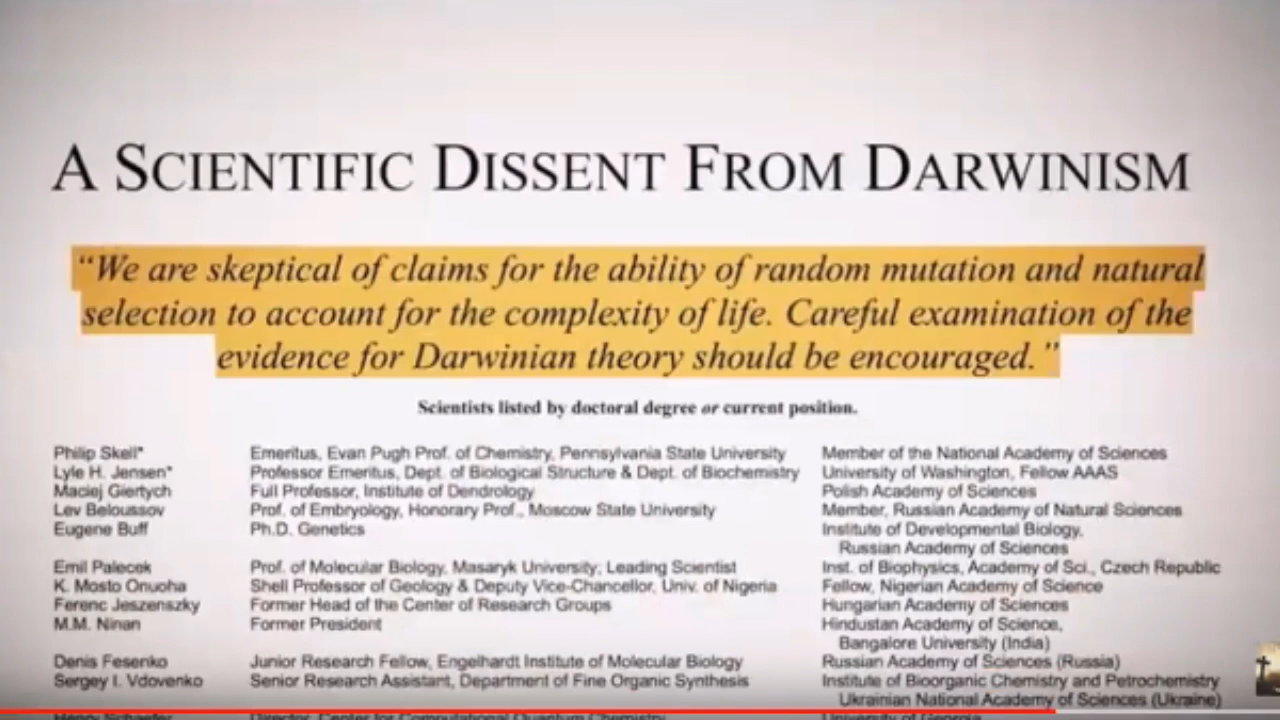 A SCIENTIFIC DISSENT FROM DARWINISM
“We are skeptical of claims for the ability of random mutation and natural
selection to account for the complexity of life. Careful examination of the
evidence for Darwinian theory should be encouraged.”
Scientists listed by doctoral degree or current position.
Philip Skell* Emeritus, Evan Pugh Prof. of Chemistry, Pennsylvania State University Member of the National Academy of Sciences
Lyle H. Jensen* Professor Emeritus, Dept. of Biological Structure & Dept. of Biochemistry University of Washington, Fellow AAAS
Maciej Giertych Full Professor, Institute of Dendrology Polish Academy of Sciences
Lev Beloussov Prof. of Embryology, Honorary Prof., Moscow State University Member, Russian Academy of Natural Sciences
Eugene Buff Ph.D. Genetics Institute of Developmental Biology,
Russian Academy of Sciences
Emil Palecek Prof. of Molecular Biology, Masaryk University; Leading Scientist Inst. of Biophysics, Academy of Sci., Czech Republic
K. Mosto Onuoha Shell Professor of Geology & Deputy Vice-Chancellor, Univ. of Nigeria Fellow, Nigerian Academy of Science
Ferenc Jeszenszky Former Head of the Center of Research Groups Hungarian Academy of Sciences
M.M. Ninan Former President Hindustan Academy of Science,
Bangalore University (India)
Denis Fesenko Junior Research Fellow, Engelhardt Institute of Molecular Biology Russian Academy of Sciences (Russia)
Sergey I. Vdovenko Senior Research Assistant, Department of Fine Organic Synthesis Institute of Bioorganic Chemistry and Petrochemistry
Ukrainian National Academy of Sciences (Ukraine)
Henry Schaefer Director, Center for Computational Quantum Chemistry University of Georgia